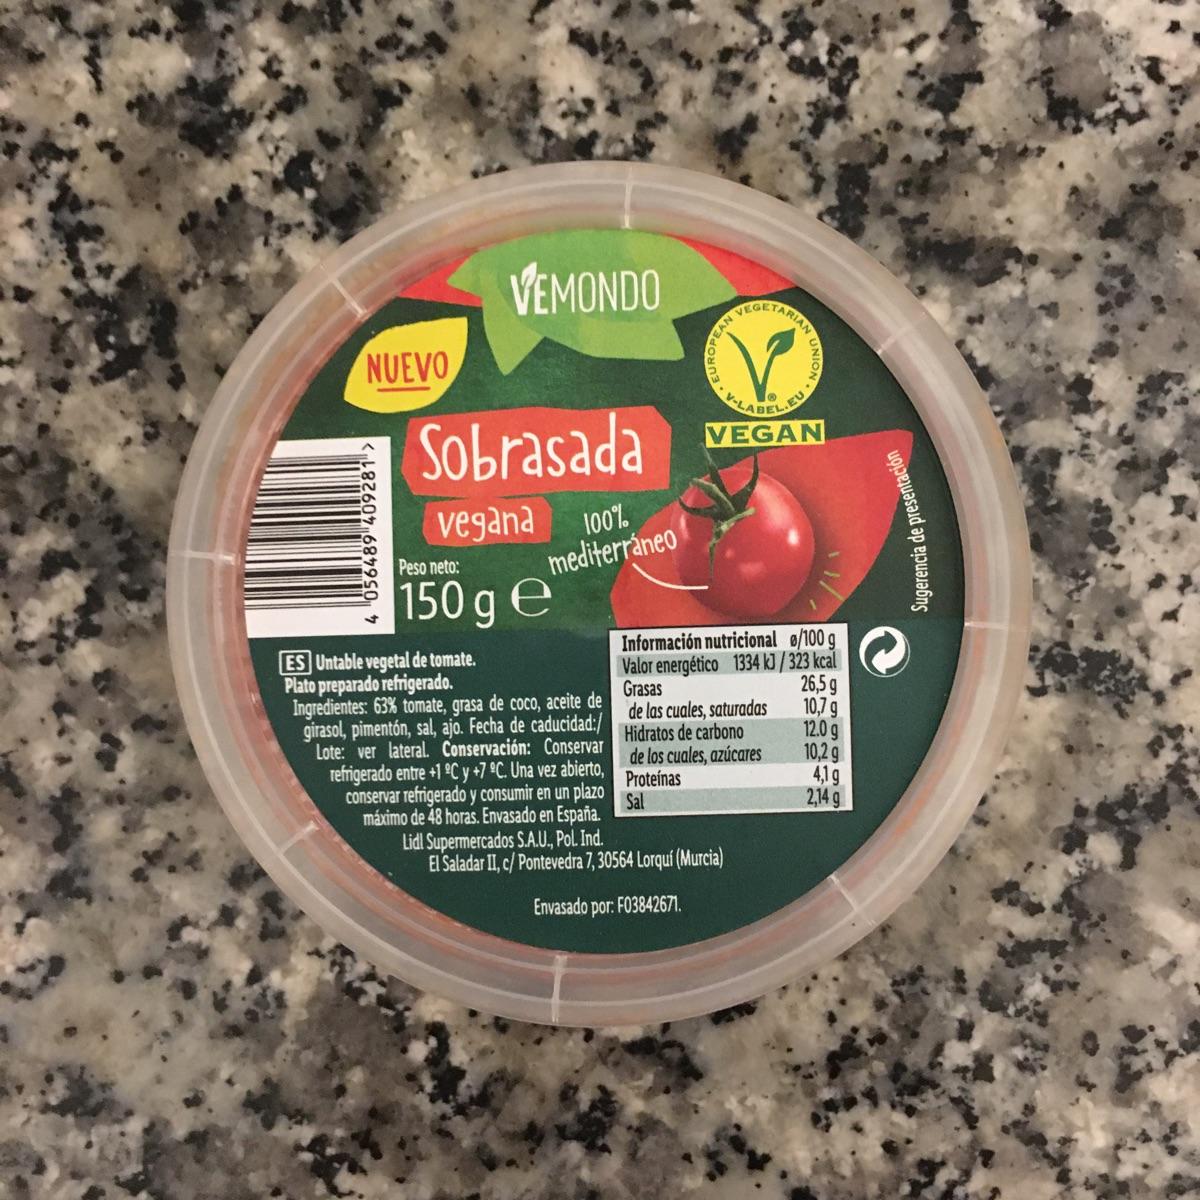 VEMONDO
NUEVO
EUROPEAN VEGETARIAN UNION
V-LABEL.EU
®
VEGAN
Sobrasada
vegana
100%
mediterráneo
Sugerencia de presentación
4 056489 409281 >
Peso neto:
150 g ℮
ES Untable vegetal de tomate.
Plato preparado refrigerado.
Ingredientes: 63% tomate, grasa de coco, aceite de
girasol, pimentón, sal, ajo. Fecha de caducidad:/
Lote: ver lateral. Conservación: Conservar
refrigerado entre +1 ºC y +7 ºC. Una vez abierto,
conservar refrigerado y consumir en un plazo
máximo de 48 horas. Envasado en España.
Lidl Supermercados S.A.U., Pol. Ind.
El Saladar II, c/ Pontevedra 7, 30564 Lorquí (Murcia)
Envasado por: F03842671.
Información nutricional ø/100 g
Valor energético 1334 kJ / 323 kcal
Grasas 26,5 g
de las cuales, saturadas 10,7 g
Hidratos de carbono 12.0 g
de los cuales, azúcares 10,2 g
Proteínas 4,1 g
Sal 2,14 g